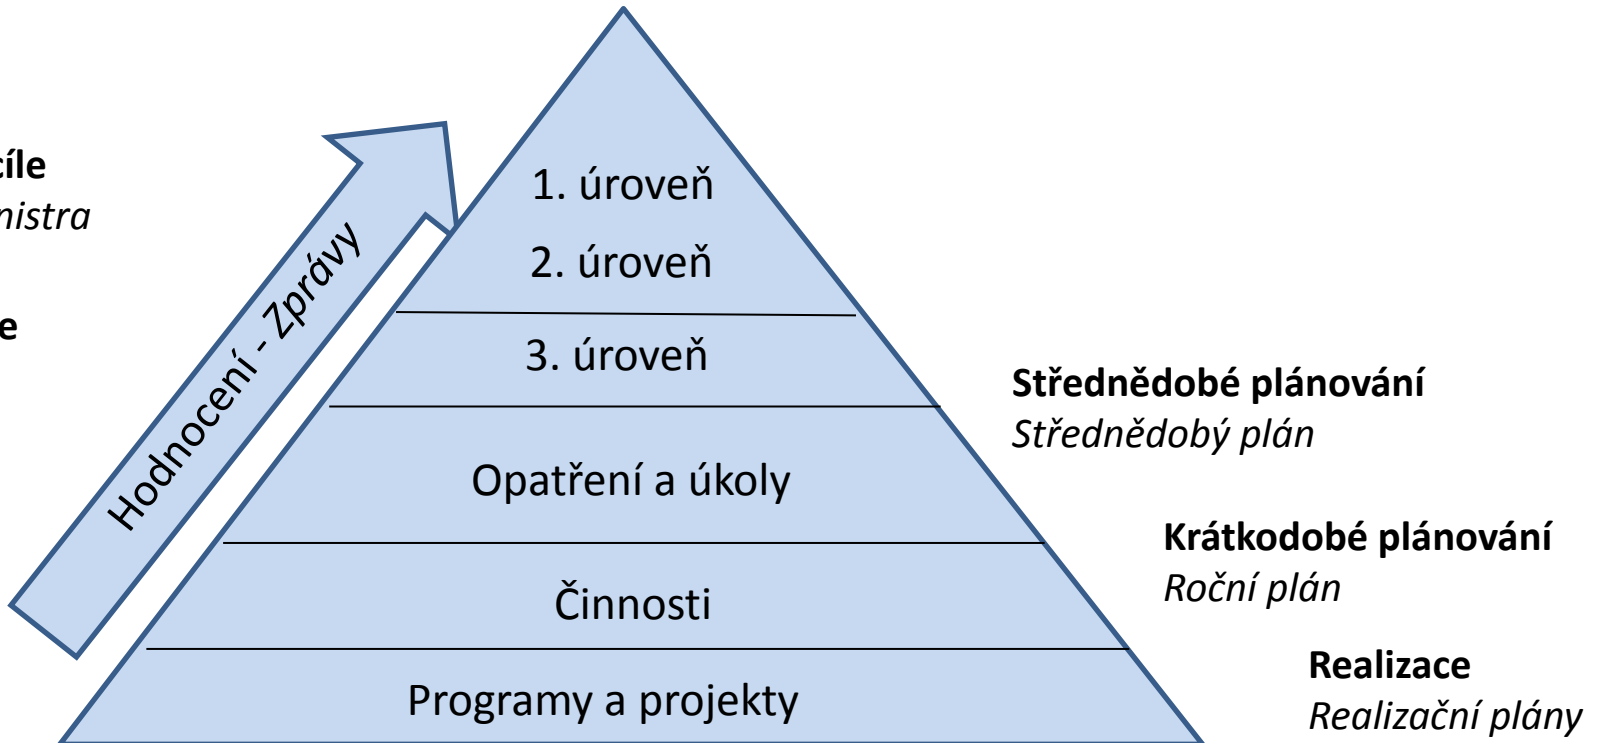 cíle
nistra
e
Hodnocení - Zprávy
1. úroveň
2. úroveň
3. úroveň
Opatření a úkoly
Činnosti
Programy a projekty
Střednědobé plánování
Střednědobý plán
Krátkodobé plánování
Roční plán
Realizace
Realizační plány